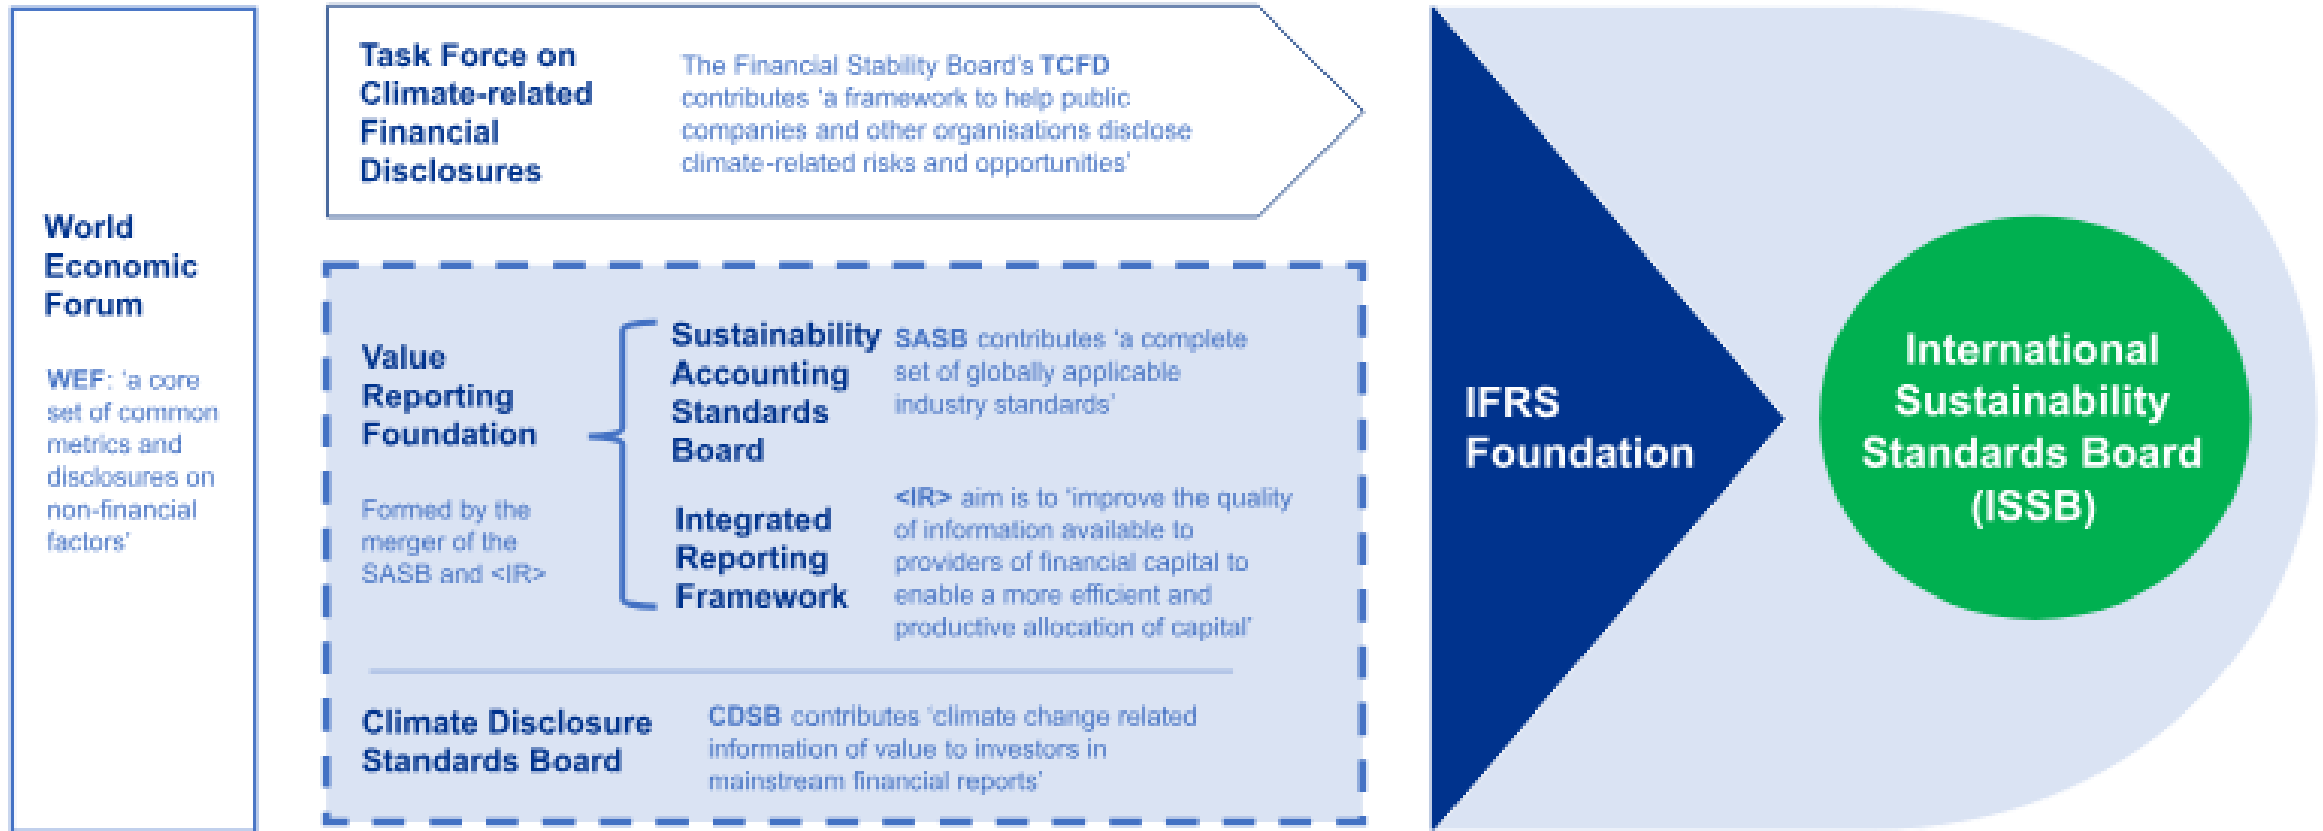 World
Economic
Forum
WEF: 'a core
set of common
metrics and
disclosures on
non-financial
factors'
Task Force on
Climate-related
Financial
Disclosures
The Financial Stability Board's TCFD
contributes 'a framework to help public
companies and other organisations disclose
climate-related risks and opportunities'
Value
Reporting
Foundation
Formed by the
merger of the
SASB and <IR>
Sustainability
Accounting
Standards
Board
SASB contributes 'a complete
set of globally applicable
industry standards'
Integrated
Reporting
Framework
<IR> aim is to 'improve the quality
of information available to
providers of financial capital to
enable a more efficient and
productive allocation of capital'
Climate Disclosure
Standards Board
CDSB contributes 'climate change related
information of value to investors in
mainstream financial reports'
IFRS
Foundation
International
Sustainability
Standards Board
(ISSB)